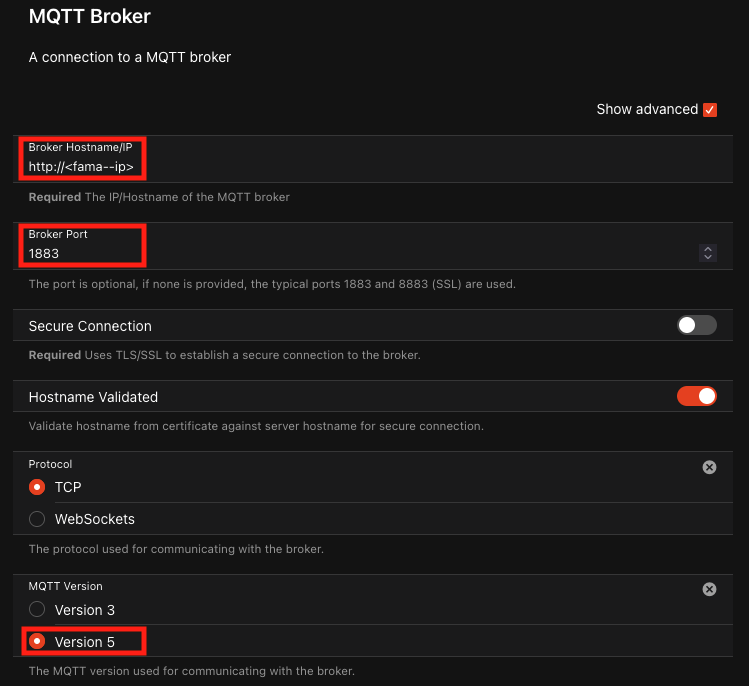 MQTT Broker
A connection to a MQTT broker
Show advanced
Broker Hostname/IP
http://<fama--ip>
Required The IP/Hostname of the MQTT broker
Broker Port
1883
The port is optional, if none is provided, the typical ports 1883 and 8883 (SSL) are used.
Secure Connection
Required Uses TLS/SSL to establish a secure connection to the broker.
Hostname Validated
Validate hostname from certificate against server hostname for secure connection.
Protocol
TCP
WebSockets
The protocol used for communicating with the broker.
MQTT Version
Version 3
Version 5
The MQTT version used for communicating with the broker.